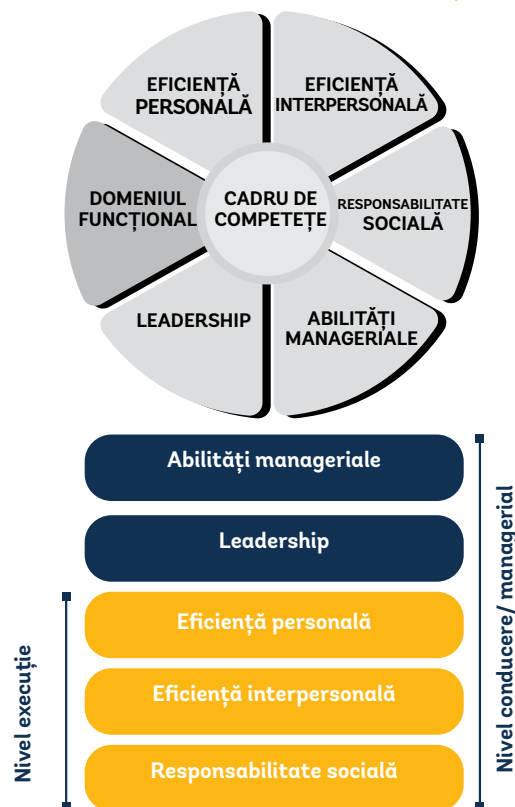 EFICIENȚĂ
PERSONALĂ
EFICIENȚĂ
INTERPERSONALĂ
DOMENIUL
FUNCȚIONAL
CADRU DE
COMPETEȚE
RESPONSABILITATE
SOCIALĂ
LEADERSHIP
ABILITĂȚI
MANAGERIALE
Abilități manageriale
Leadership
Eficiență personală
Eficiență interpersonală
Responsabilitate socială
Nivel execuție
Nivel conducere/ managerial